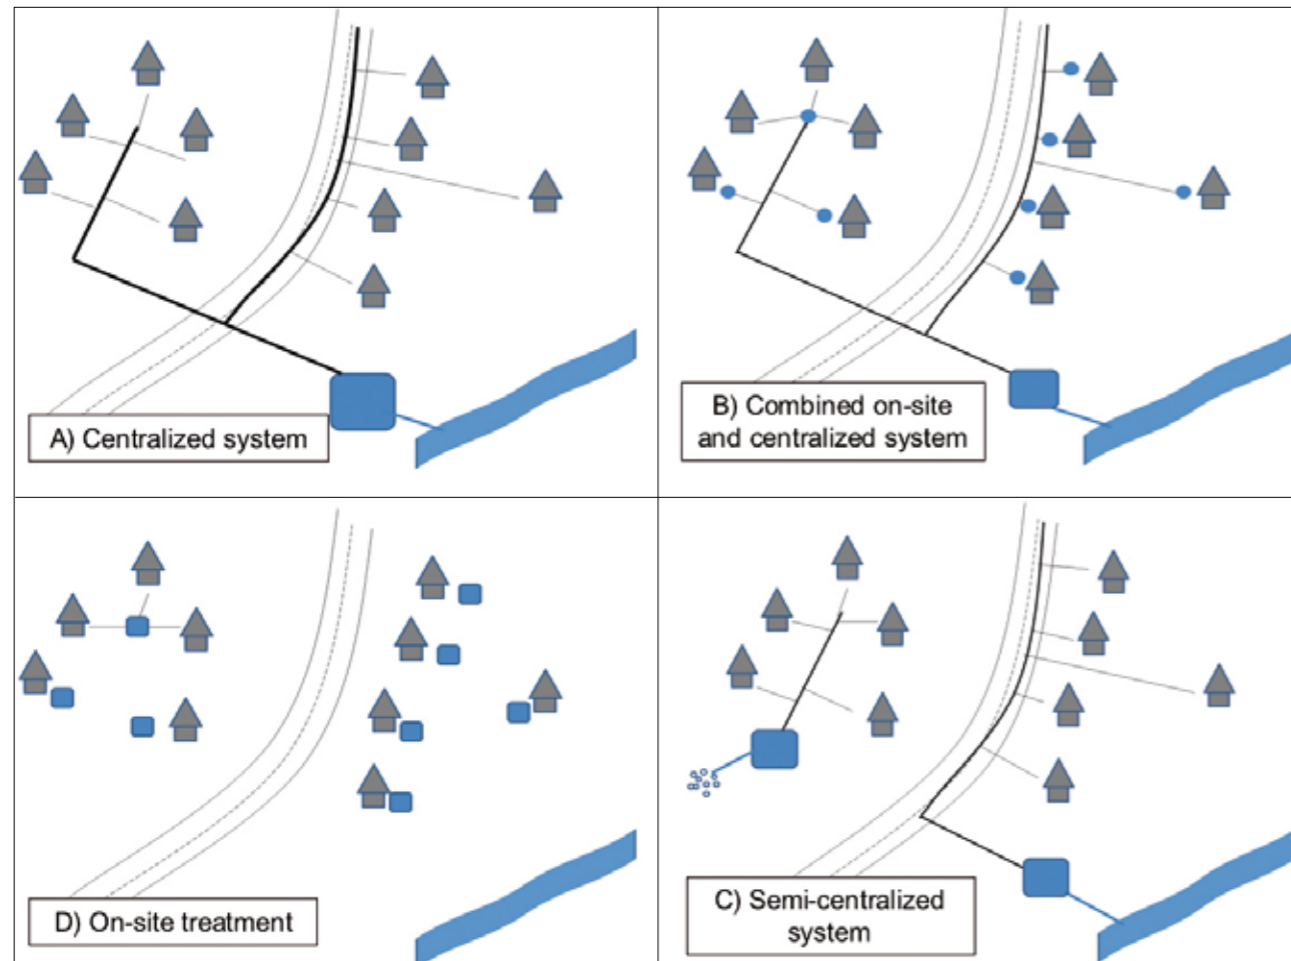 A) Centralized system
B) Combined on-site
and centralized system
D) On-site treatment
C) Semi-centralized
system